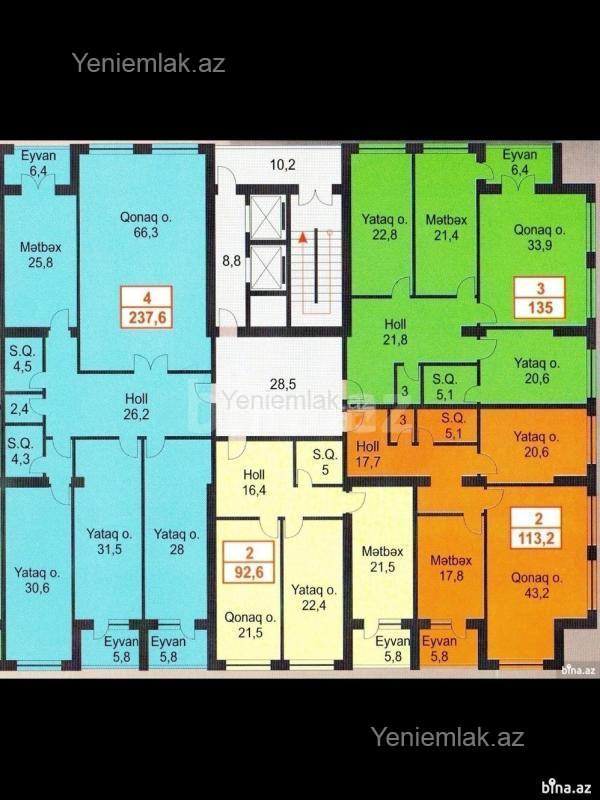 Yeniemlak.az
Eyvan
6,4
Qonaq o.
66,3
Mətbəx
25,8
4
237,6
S.Q.
4,5
2,4
S.Q.
4,3
Holl
26,2
Yataq o.
30,6
Yataq o.
31,5
Yataq o.
28
Eyvan
5,8
Eyvan
5,8
10,2
8,8
28,5
Yeniemlak.az
Holl
16,4
S.Q.
5
2
92,6
Qonaq o.
21,5
Yataq o.
22,4
Mətbəx
21,5
Eyvan
5,8
Yataq o.
22,8
Mətbəx
21,4
Eyvan
6,4
Qonaq o.
33,9
3
135
Holl
21,8
3
S.Q.
5,1
Yataq o.
20,6
3
S.Q.
5,1
Holl
17,7
Yataq o.
20,6
2
113,2
Mətbəx
17,8
Qonaq o.
43,2
Eyvan
5,8
bina.az
Yeniemlak.az
bina.az